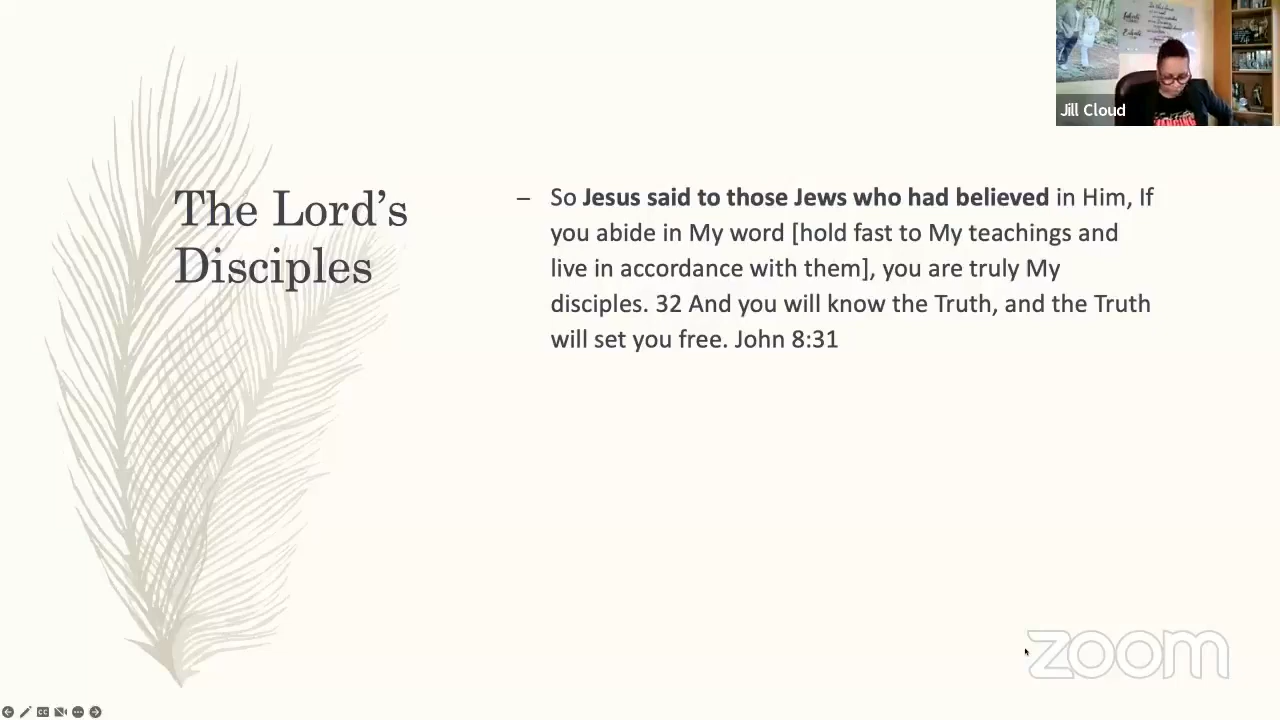 Jill Cloud
The Lord's
Disciples
– So Jesus said to those Jews who had believed in Him, If
you abide in My word [hold fast to My teachings and
live in accordance with them], you are truly My
disciples. 32 And you will know the Truth, and the Truth
will set you free. John 8:31
zoom